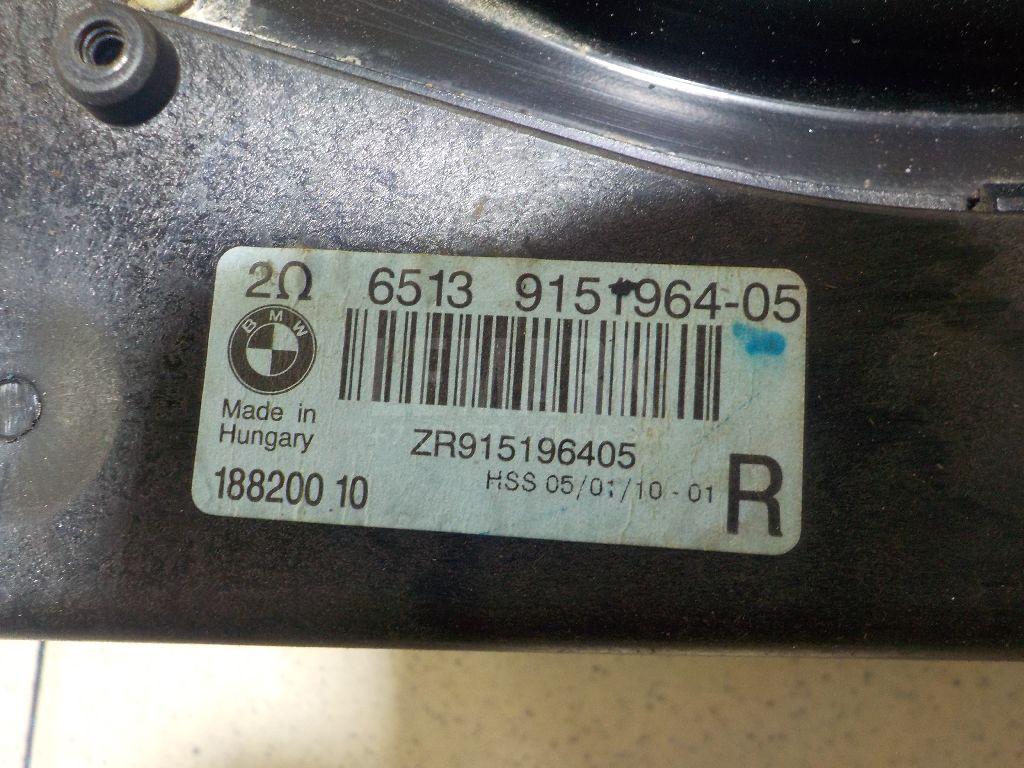 2Ω 6513 9151964-05
BMW
Made in
Hungary
ZR915196405
HSS 05/01/10 - 01
188200 10
R